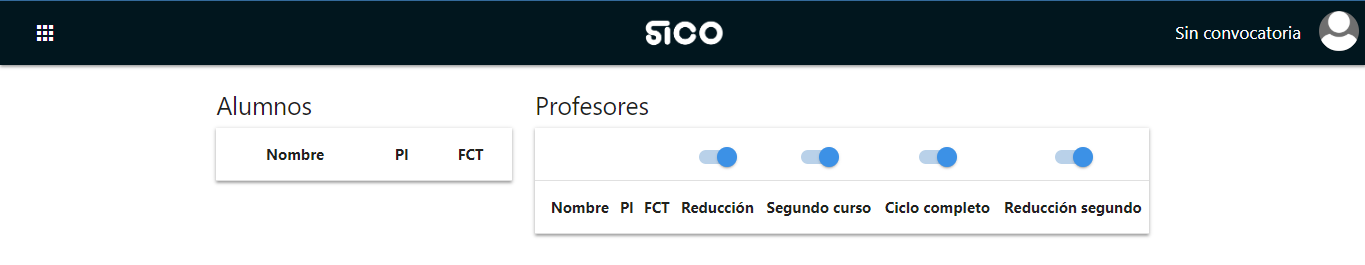 SICO
Sin convocatoria
Alumnos
Nombre PI FCT
Profesores
Nombre PI FCT Reducción Segundo curso Ciclo completo Reducción segundo